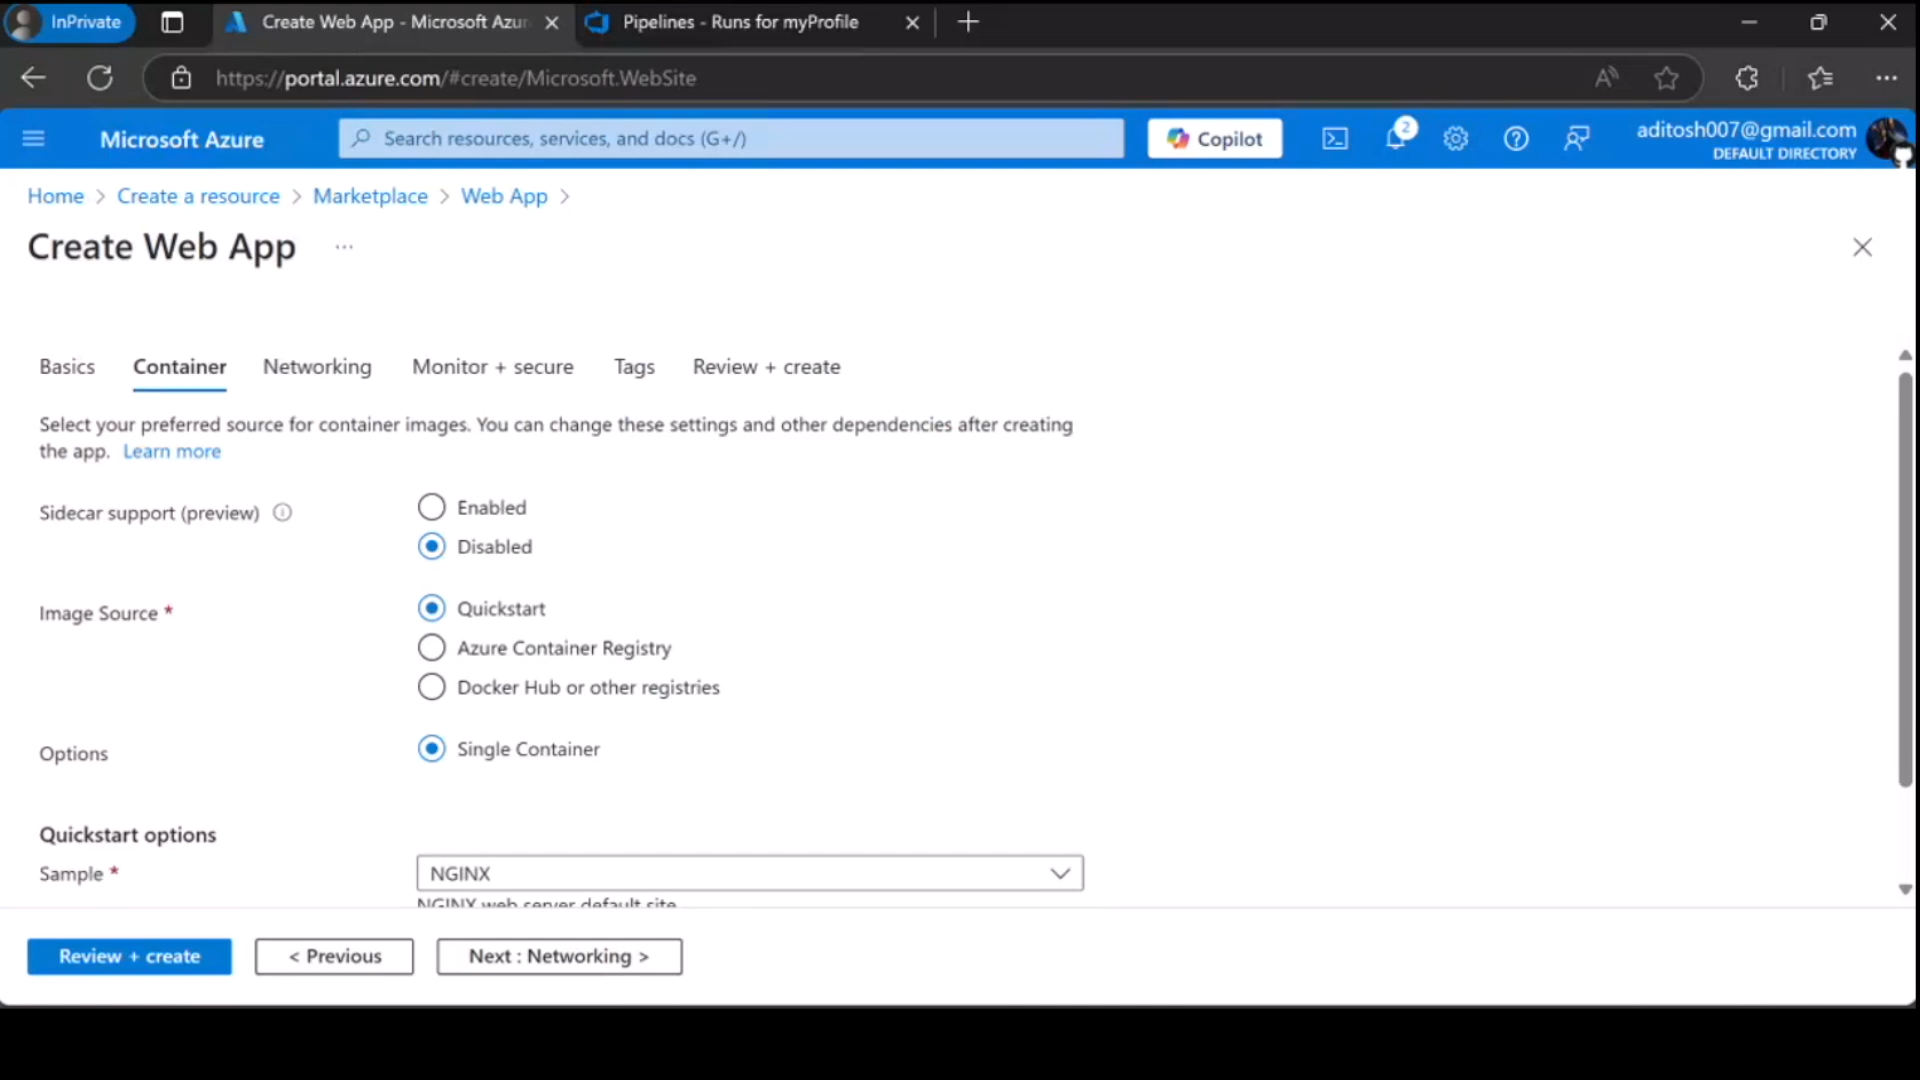 InPrivate
Create Web App - Microsoft Azur
Pipelines - Runs for myProfile
https://portal.azure.com/#create/Microsoft.WebSite
Microsoft Azure
Search resources, services, and docs (G+/)
Copilot
2
aditosh007@gmail.com
DEFAULT DIRECTORY
Home > Create a resource > Marketplace > Web App >
Create Web App ...
Basics Container Networking Monitor + secure Tags Review + create
Select your preferred source for container images. You can change these settings and other dependencies after creating
the app. Learn more
Sidecar support (preview)
Enabled
Disabled
Image Source *
Quickstart
Azure Container Registry
Docker Hub or other registries
Options
Single Container
Quickstart options
Sample *
NGINX
NGINX web server default site
Review + create
< Previous
Next : Networking >